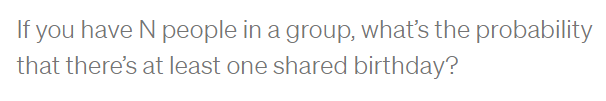 If you have N people in a group, what’s the probability
that there’s at least one shared birthday?